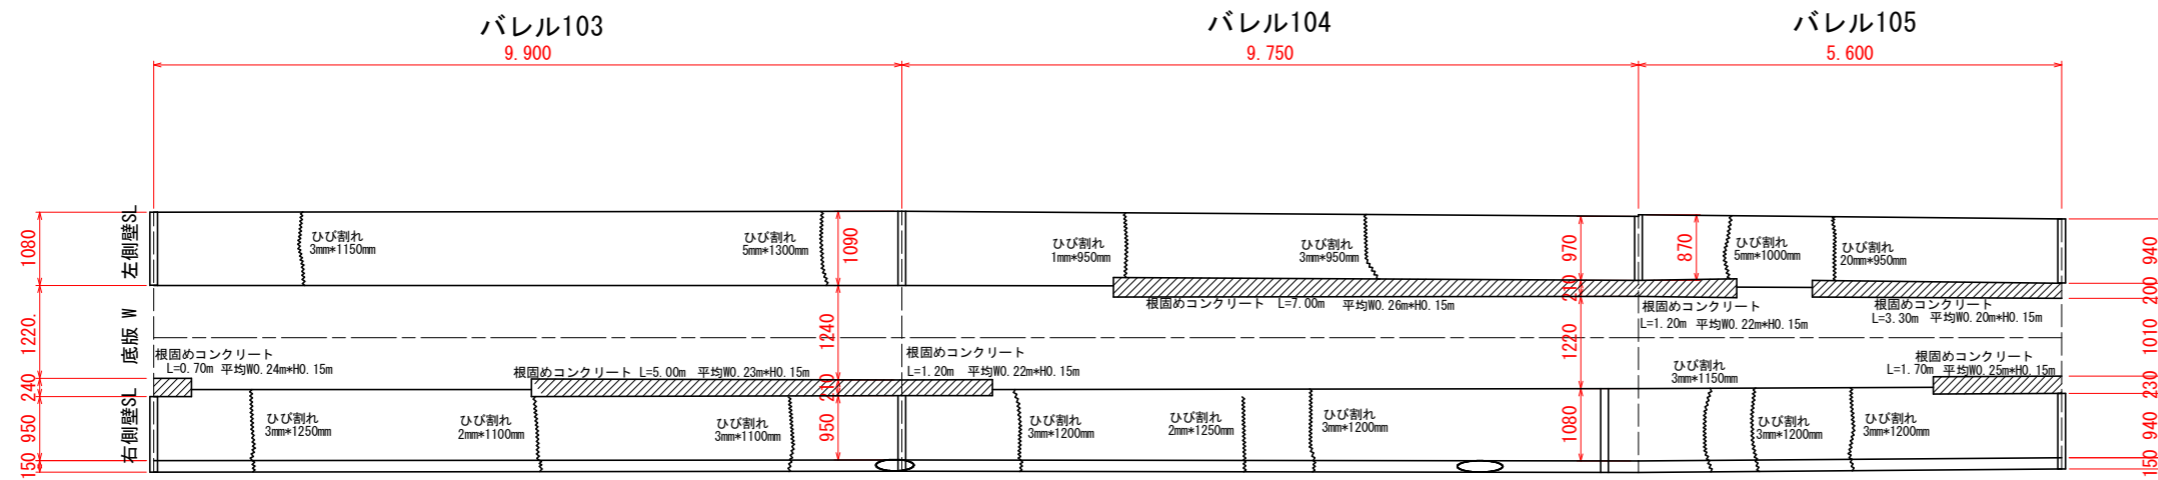 バレル103
バレル104
バレル105
9.900
9.750
5.600
左側壁SL
底版 W
右側壁SL
1080
1220.
240
950
150
ひび割れ
3mm*1150mm
ひび割れ
5mm*1300mm
1090
ひび割れ
1mm*950mm
ひび割れ
3mm*950mm
970
870
ひび割れ
5mm*1000mm
ひび割れ
20mm*950mm
940
200
1010
230
940
150
210
根固めコンクリート L=7.00m 平均W0.26m*H0.15m
根固めコンクリート
L=1.20m 平均W0.22m*H0.15m
根固めコンクリート
L=3.30m 平均W0.20m*H0.15m
1240
1220
根固めコンクリート
L=0.70m 平均W0.24m*H0.15m
根固めコンクリート L=5.00m 平均W0.23m*H0.15m
根固めコンクリート
L=1.20m 平均W0.22m*H0.15m
ひび割れ
3mm*1150mm
根固めコンクリート
L=1.70m 平均W0.25m*H0.15m
210
950
1080
ひび割れ
3mm*1250mm
ひび割れ
2mm*1100mm
ひび割れ
3mm*1100mm
ひび割れ
3mm*1200mm
ひび割れ
2mm*1250mm
ひび割れ
3mm*1200mm
ひび割れ
3mm*1200mm
ひび割れ
3mm*1200mm